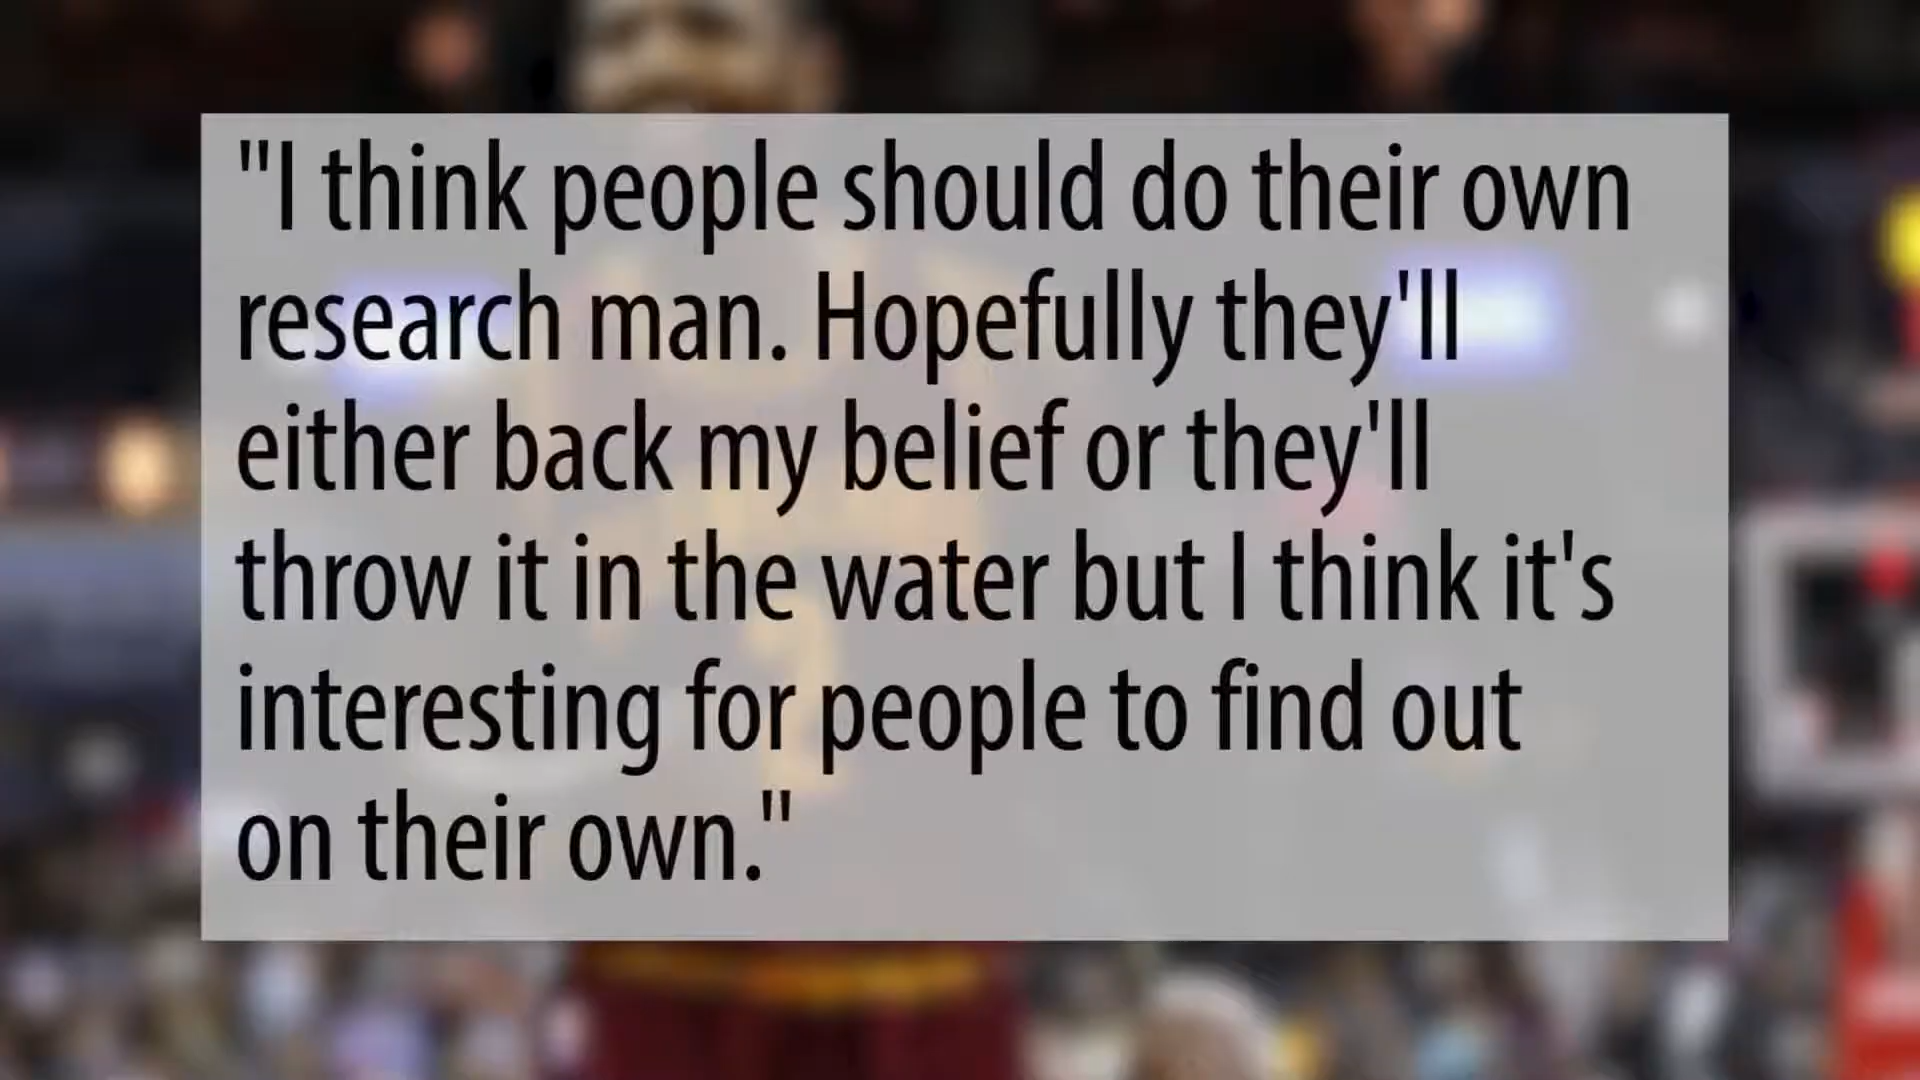 "I think people should do their own
research man. Hopefully they'll
either back my belief or they'll
throw it in the water but I think it's
interesting for people to find out
on their own."